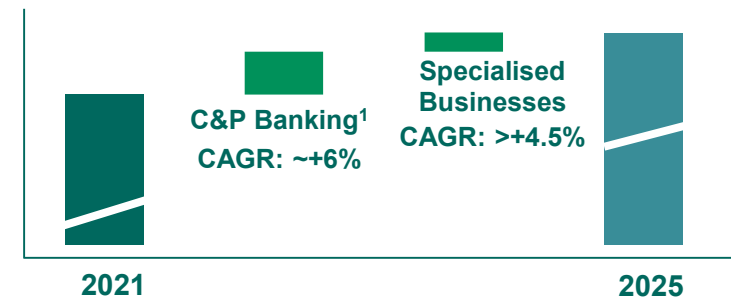 Specialised
Businesses
CAGR: >+4.5%
C&P Banking¹
CAGR: ~+6%
2021
2025